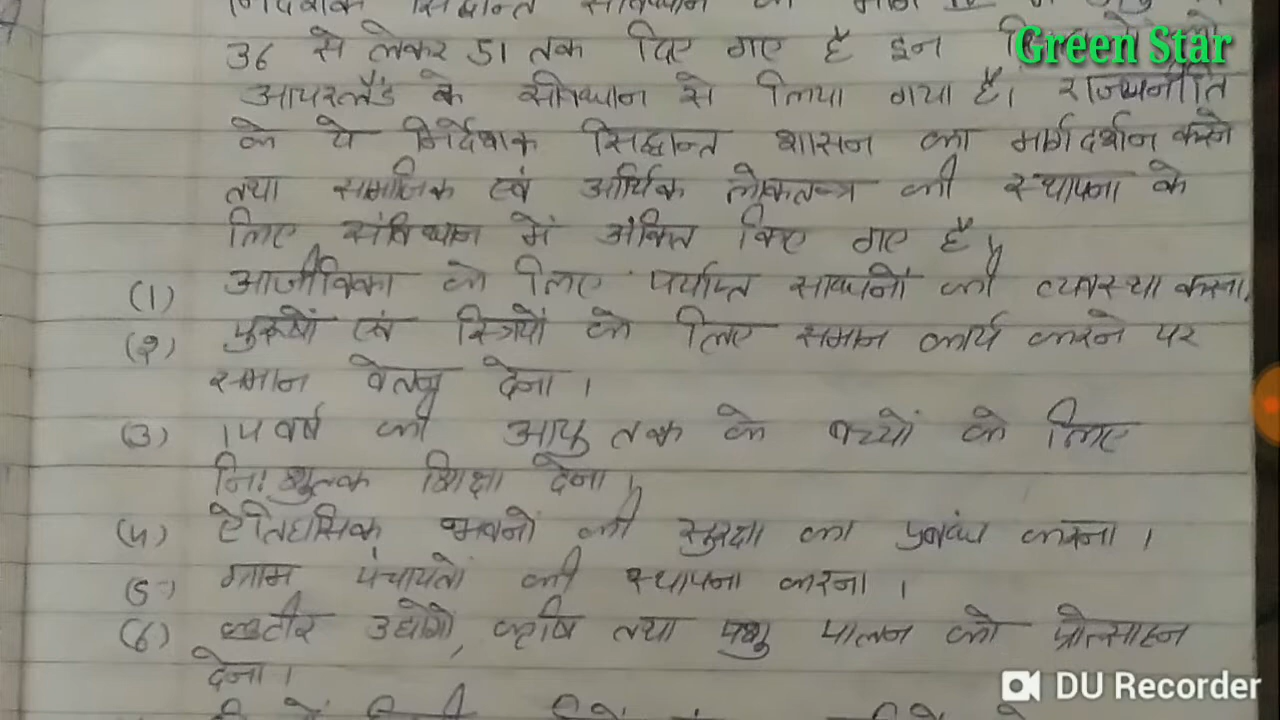 निदेशक सिद्धान्त संविधान के भाग
36 से लेकर 51 तक दिए गए है इन
Green Star
आयरलैंड के संविधान से लिया गया है। राज्यनीति
के ये निर्देशक सिद्धान्त शासन का मार्गदर्शन करने
तथा समाजिक एवं आर्थिक लोकतन्त्र की स्थापना के
लिए संविधान में अंकित किए गए है।
(1) आजीविका के लिए पर्याप्त साधनों की व्यवस्था करना।
(2) पुरुषों एवं स्त्रियों के लिए समान कार्य करने पर
समान वेतन देना।
(3) 14 वर्ष की आयु तक के बच्चों के लिए
नि:शुल्क शिक्षा देना।
(4) ऐतिहासिक भवनों की सुरक्षा का प्रबंध करना।
(5) ग्राम पंचायतों की स्थापना करना।
(6) कुटीर उद्योगो, कृषि तथा पशु पालन को प्रोत्साहन
देना।
DU Recorder